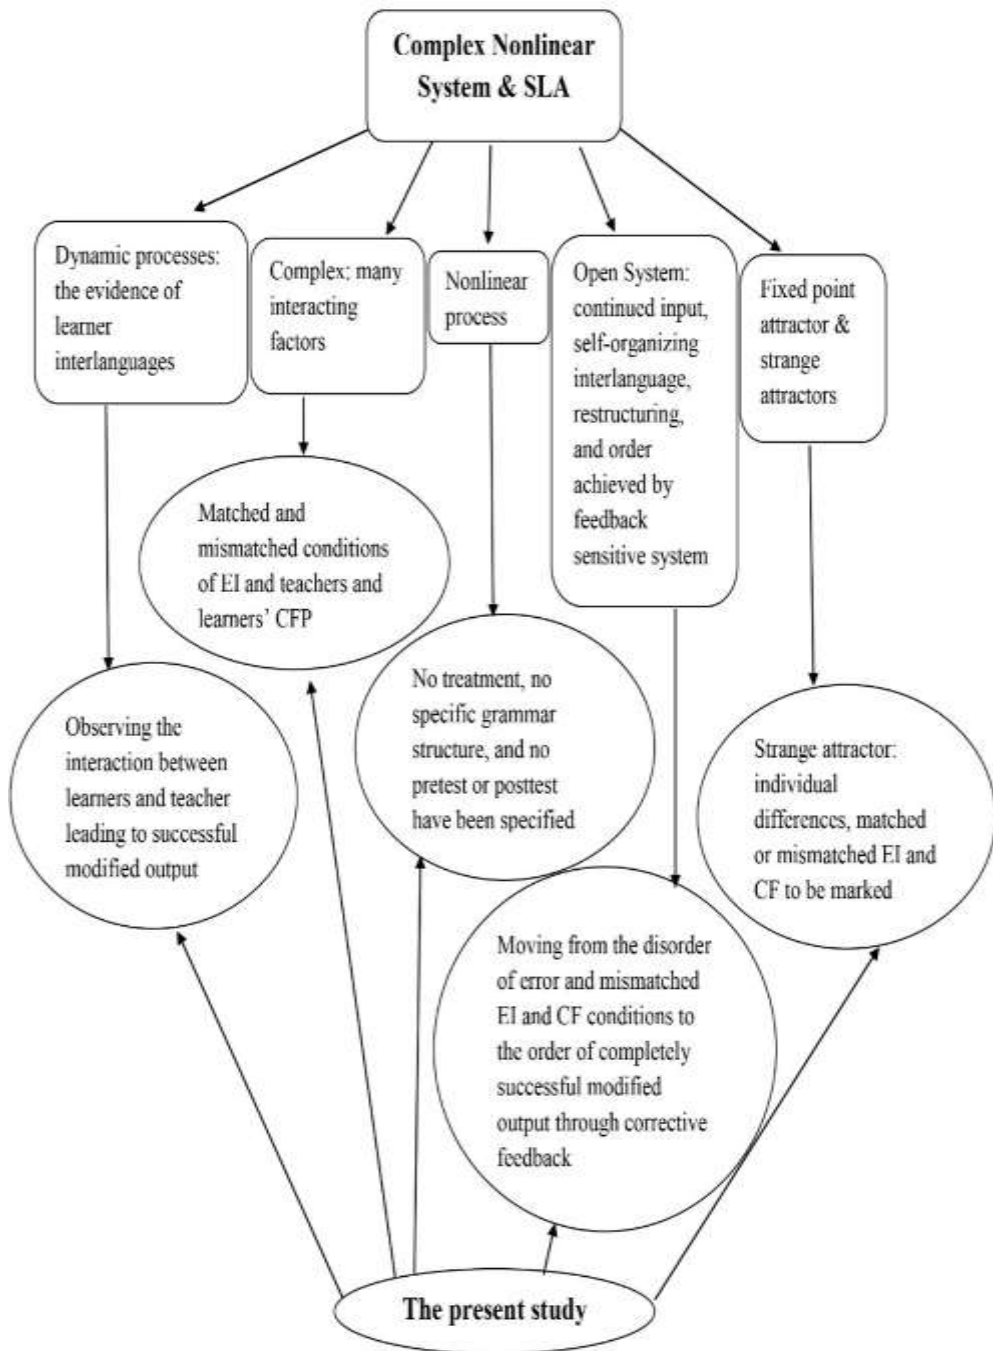 Complex Nonlinear
System & SLA
Dynamic processes:
the evidence of
learner
interlanguages
Complex: many
interacting
factors
Nonlinear
process
Open System:
continued input,
self-organizing
interlanguage,
restructuring,
and order
achieved by
feedback
sensitive system
Fixed point
attractor &
strange
attractors
Matched and
mismatched conditions
of EI and teachers and
learners’ CFP
Observing the
interaction between
learners and teacher
leading to successful
modified output
No treatment, no
specific grammar
structure, and no
pretest or posttest
have been specified
Strange attractor:
individual
differences, matched
or mismatched EI and
CF to be marked
Moving from the disorder
of error and mismatched
EI and CF conditions to
the order of completely
successful modified
output through corrective
feedback
The present study